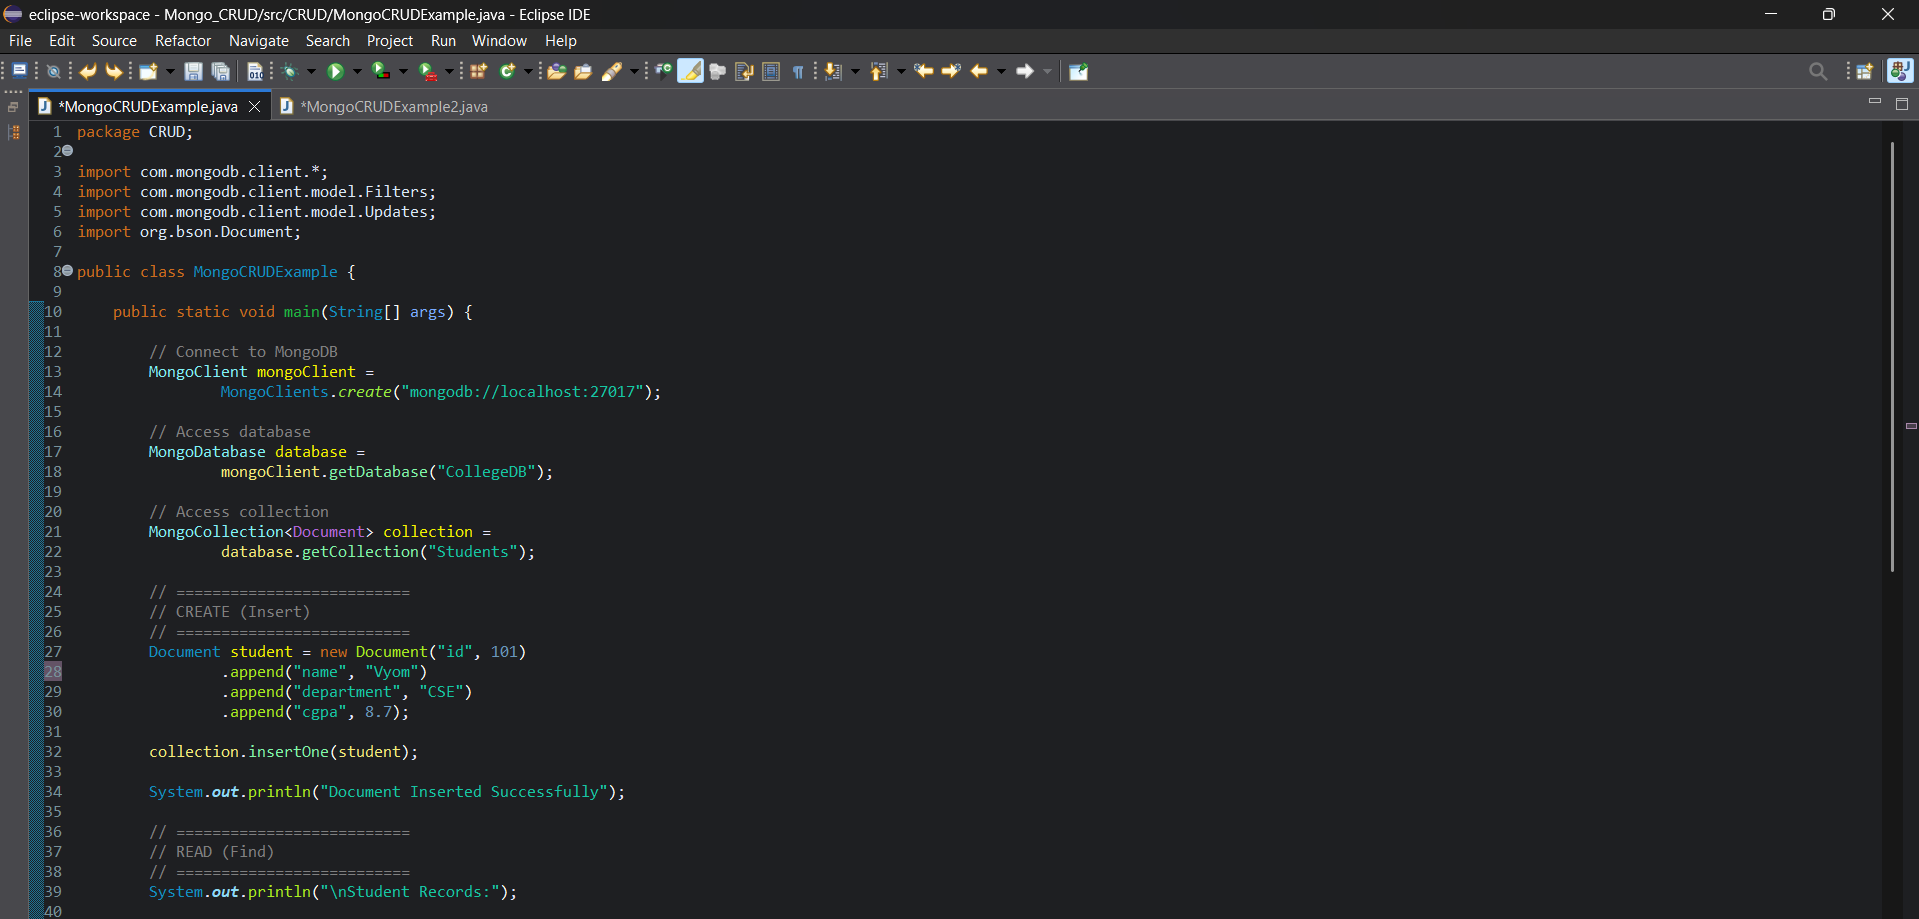 eclipse-workspace - Mongo_CRUD/src/CRUD/MongoCRUDExample.java - Eclipse IDE
File Edit Source Refactor Navigate Search Project Run Window Help
*MongoCRUDExample.java *MongoCRUDExample2.java
1 package CRUD;
2
3 import com.mongodb.client.*;
4 import com.mongodb.client.model.Filters;
5 import com.mongodb.client.model.Updates;
6 import org.bson.Document;
7
8 public class MongoCRUDExample {
9
10     public static void main(String[] args) {
11
12         // Connect to MongoDB
13         MongoClient mongoClient =
14                 MongoClients.create("mongodb://localhost:27017");
15
16         // Access database
17         MongoDatabase database =
18                 mongoClient.getDatabase("CollegeDB");
19
20         // Access collection
21         MongoCollection<Document> collection =
22                 database.getCollection("Students");
23
24         // ==========================
25         // CREATE (Insert)
26         // ==========================
27         Document student = new Document("id", 101)
28                 .append("name", "Vyom")
29                 .append("department", "CSE")
30                 .append("cgpa", 8.7);
31
32         collection.insertOne(student);
33
34         System.out.println("Document Inserted Successfully");
35
36         // ==========================
37         // READ (Find)
38         // ==========================
39         System.out.println("\nStudent Records:");
40